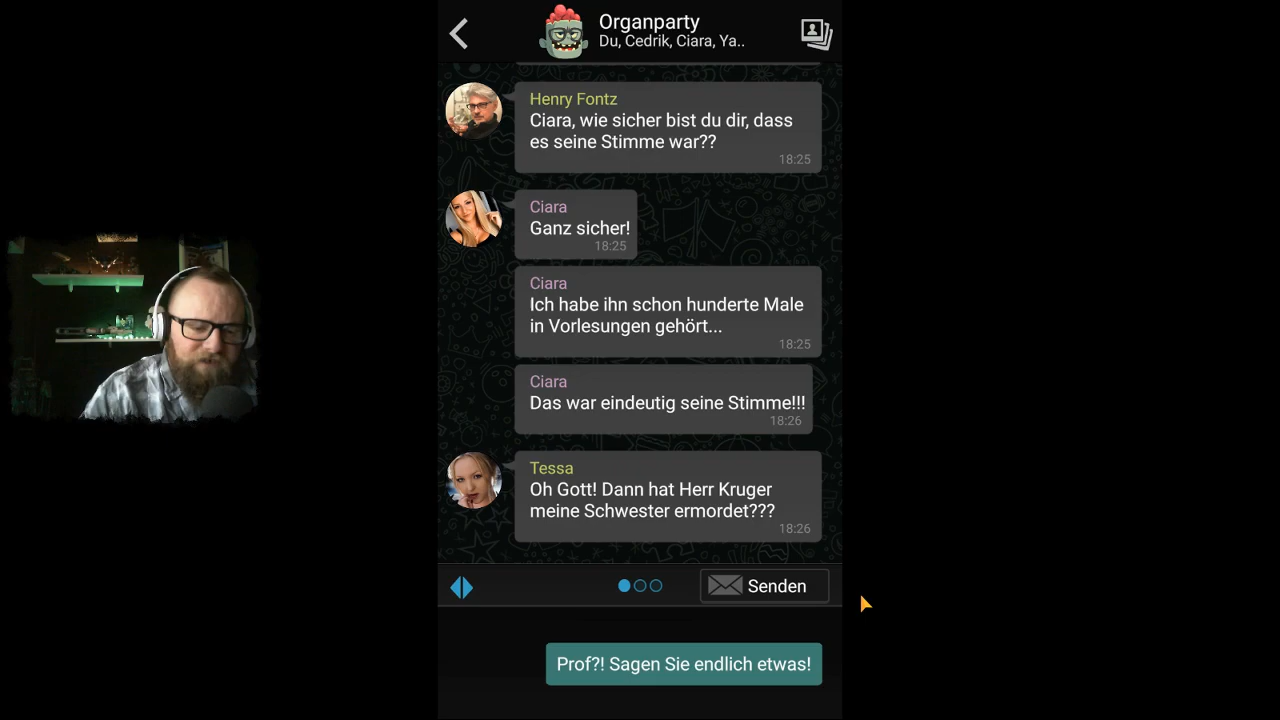 Organparty
Du, Cedrik, Ciara, Ya..
Henry Fontz
Ciara, wie sicher bist du dir, dass
es seine Stimme war??
18:25
Ciara
Ganz sicher!
18:25
Ciara
Ich habe ihn schon hunderte Male
in Vorlesungen gehört...
18:25
Ciara
Das war eindeutig seine Stimme!!!
18:26
Tessa
Oh Gott! Dann hat Herr Kruger
meine Schwester ermordet???
18:26
Senden
Prof?! Sagen Sie endlich etwas!